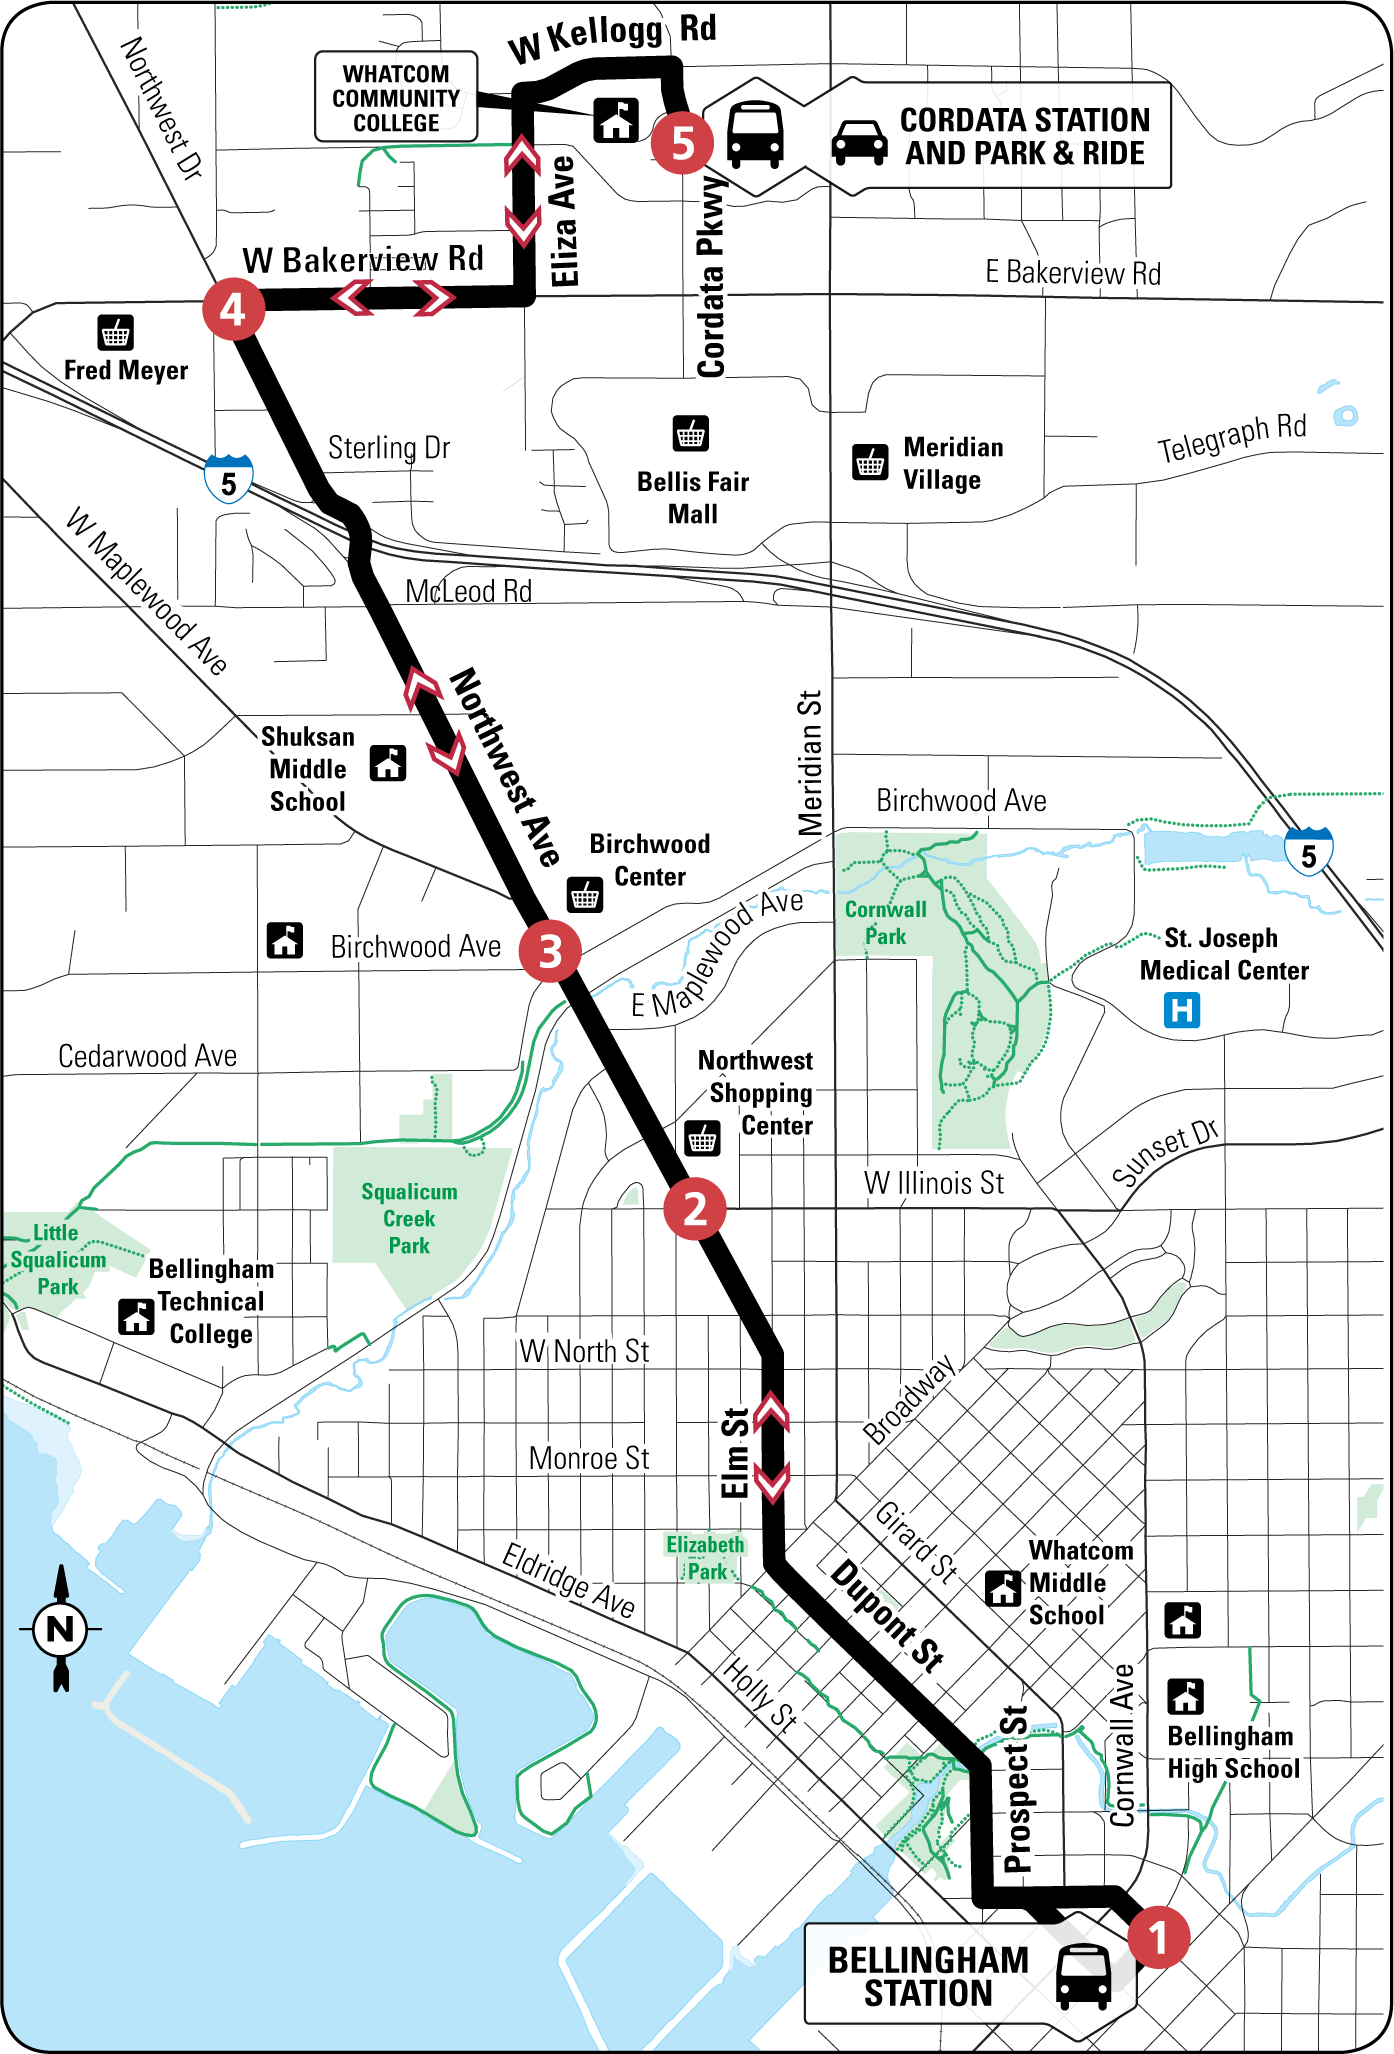 W Kellogg Rd
Northwest Dr
WHATCOM
COMMUNITY
COLLEGE
5
CORDATA STATION
AND PARK & RIDE
Eliza Ave
Cordata Pkwy
W Bakerview Rd
E Bakerview Rd
4
Fred Meyer
Sterling Dr
5
Bellis Fair
Mall
Meridian
Village
Telegraph Rd
W Maplewood Ave
McLeod Rd
Northwest Ave
Meridian St
Shuksan
Middle
School
Birchwood Ave
Birchwood
Center
5
Cornwall
Park
E Maplewood Ave
Birchwood Ave
3
St. Joseph
Medical Center
H
Cedarwood Ave
Northwest
Shopping
Center
Sunset Dr
W Illinois St
2
Squalicum
Creek
Park
Little
Squalicum
Park
Bellingham
Technical
College
W North St
Broadway
Elm St
Monroe St
Girard St
Elizabeth
Park
Eldridge Ave
Dupont St
Whatcom
Middle
School
N
Holly St
Prospect St
Cornwall Ave
Bellingham
High School
1
BELLINGHAM
STATION